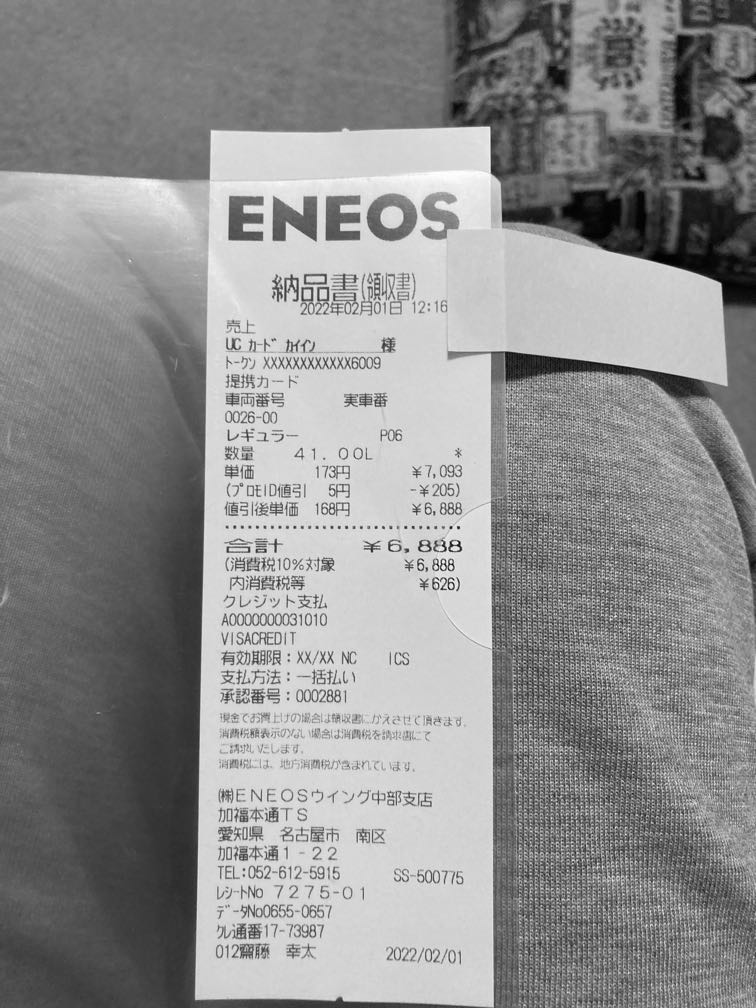 ENEOS
納品書(領収書)
2022年02月01日 12:16
売上
UC カード カイイン 様
トークン XXXXXXXXXXXX6009
提携カード
車両番号 実車番
0026-00
レギュラー P06
数量 41.00L *
単価 173円 ¥7,093
(プロモID値引 5円 -¥205)
値引後単価 168円 ¥6,888
合計 ¥6,888
(消費税10%対象 ¥6,888
内消費税等 ¥626)
クレジット支払
A0000000031010
VISACREDIT
有効期限:XX/XX NC ICS
支払方法:一括払い
承認番号:0002881
現金でお買上げの場合は領収書にかえさせて頂きます。
消費税額表示のない場合は消費税を請求書にて
ご請求いたします。
消費税には、地方消費税が含まれています。
(株)ENEOSウイング中部支店
加福本通TS
愛知県 名古屋市 南区
加福本通1-22
TEL:052-612-5915 SS-500775
レシートNo 7275-01
データNo0655-0657
クレ通番17-73987
012齋藤 幸太 2022/02/01